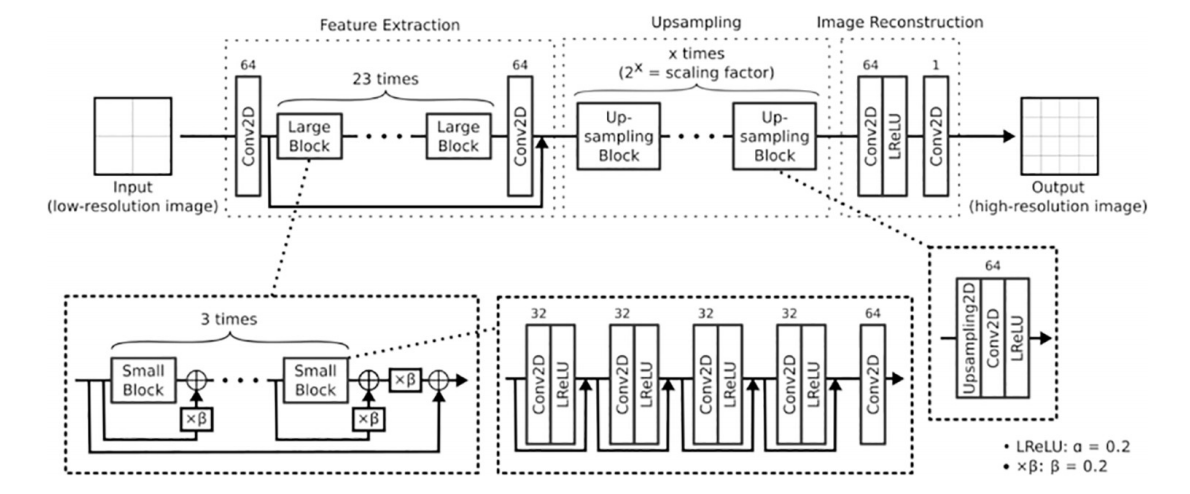 Feature Extraction
Upsampling
Image Reconstruction
64
23 times
64
x times
(2^x = scaling factor)
64
1
Conv2D
Large
Block
Large
Block
Conv2D
Up-
sampling
Block
Up-
sampling
Block
Conv2D
LReLU
Conv2D
Input
(low-resolution image)
Output
(high-resolution image)
3 times
Small
Block
Small
Block
×β
×β
×β
32
32
32
32
64
Conv2D
LReLU
Conv2D
LReLU
Conv2D
LReLU
Conv2D
LReLU
Conv2D
64
Upsampling2D
Conv2D
LReLU
• LReLU: α = 0.2
• ×β: β = 0.2